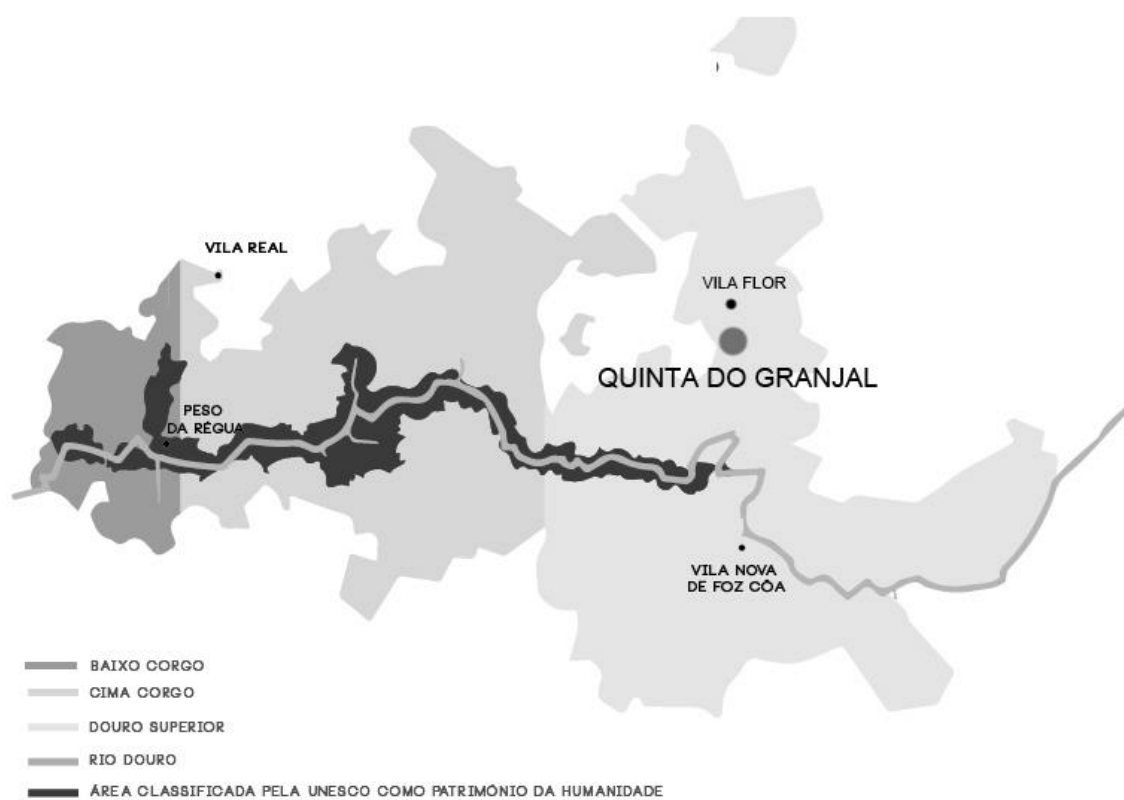 VILA REAL
VILA FLOR
QUINTA DO GRANJAL
PESO
DA RÉGUA
VILA NOVA
DE FOZ CÔA
BAIXO CORGO
CIMA CORGO
DOURO SUPERIOR
RIO DOURO
ÁREA CLASSIFICADA PELA UNESCO COMO PATRIMÓNIO DA HUMANIDADE